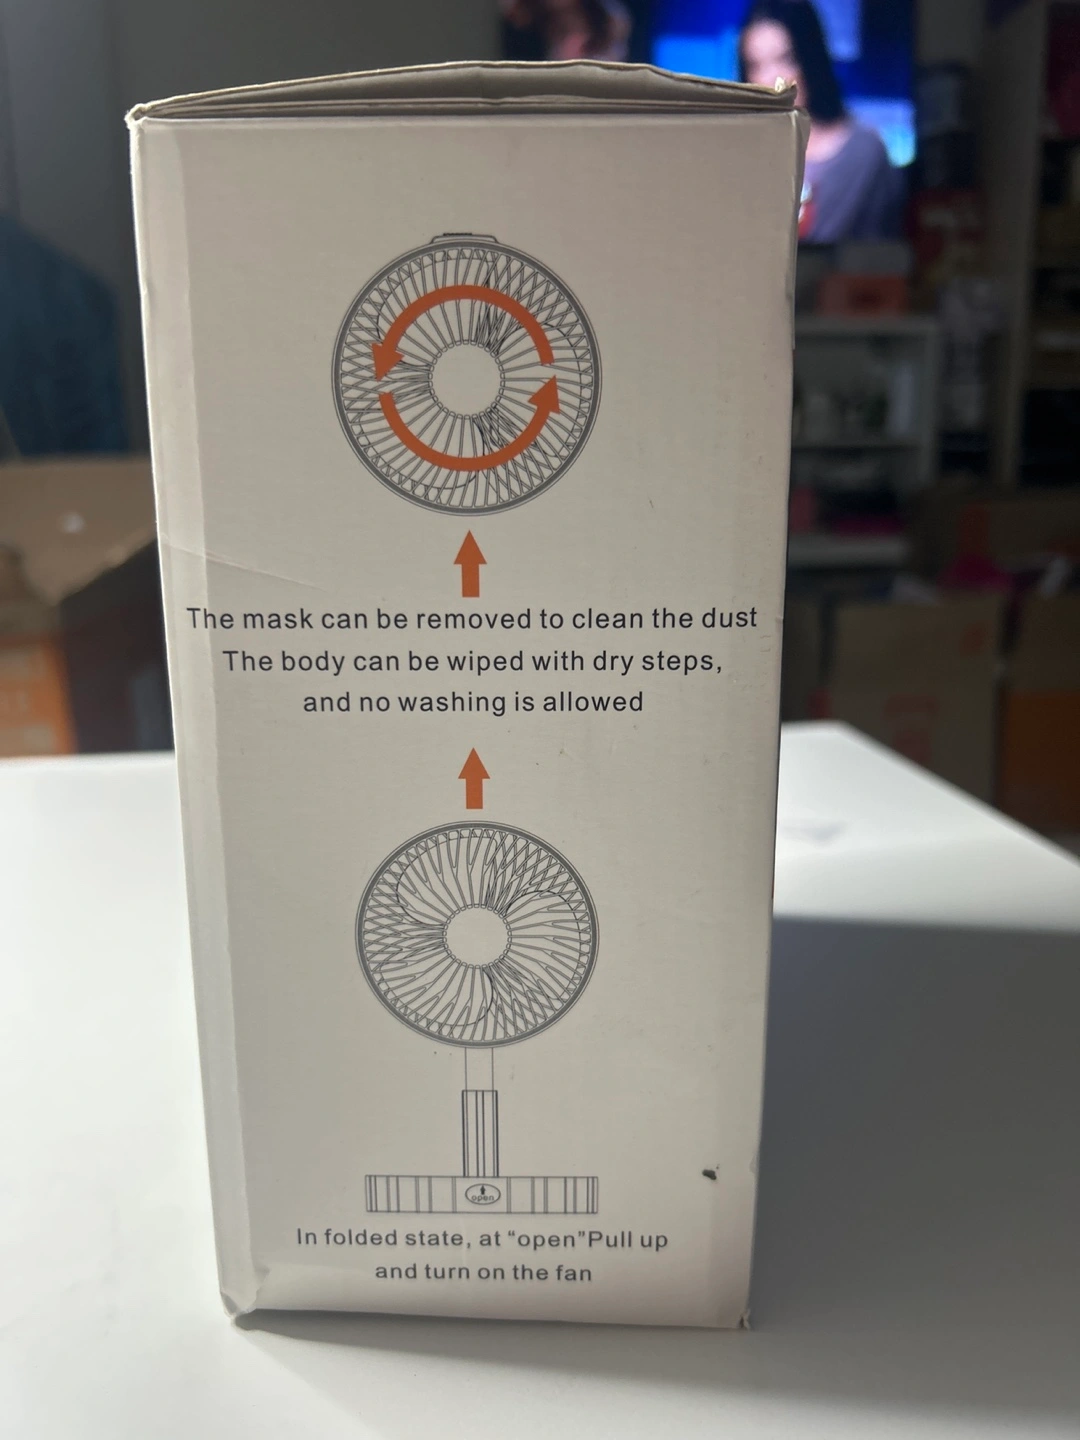 The mask can be removed to clean the dust
The body can be wiped with dry steps,
and no washing is allowed
open
In folded state, at “open”Pull up
and turn on the fan